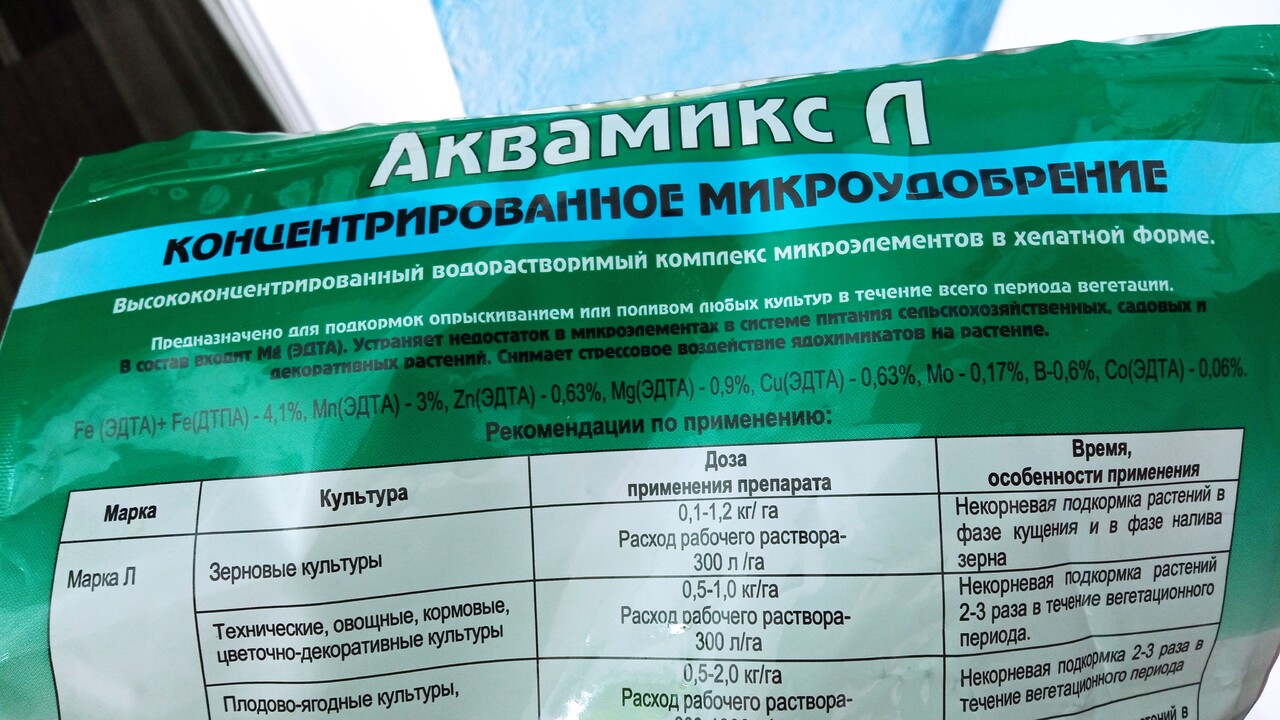 Аквамикс Л
КОНЦЕНТРИРОВАННОЕ МИКРОУДОБРЕНИЕ
Высококонцентрированный водорастворимый комплекс микроэлементов в хелатной форме.
Предназначено для подкормок опрыскиванием или поливом любых культур в течение всего периода вегетации.
В состав входит Мg (ЭДТА). Устраняет недостаток в микроэлементах в системе питания сельскохозяйственных, садовых и
декоративных растений. Снимает стрессовое воздействие ядохимикатов на растение.
Fe (ЭДТА)+ Fe(ДТПА) - 4,1%, Mn(ЭДТА) - 3%, Zn(ЭДТА) - 0,63%, Mg(ЭДТА) - 0,9%, Cu(ЭДТА) - 0,63%, Mo - 0,17%, B-0,6%, Co(ЭДТА) - 0,06%.
Рекомендации по применению:
Марка
Культура
Доза
применения препарата
Время,
особенности применения
Марка Л
Зерновые культуры
0,1-1,2 кг/ га
Расход рабочего раствора-
300 л /га
Некорневая подкормка растений в
фазе кущения и в фазе налива
зерна
Технические, овощные, кормовые,
цветочно-декоративные культуры
0,5-1,0 кг/га
Расход рабочего раствора-
300 л/га
Некорневая подкормка растений
2-3 раза в течение вегетационного
периода.
Плодово-ягодные культуры,
0,5-2,0 кг/га
Расход рабочего раствора-
Некорневая подкормка 2-3 раза в
течение вегетационного периода